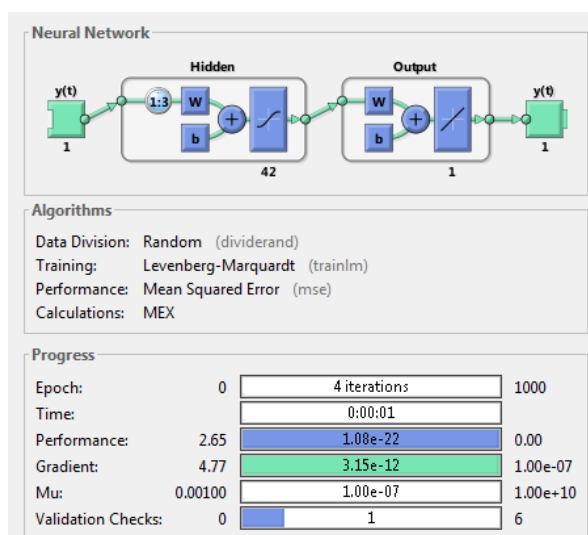 Neural Network
Hidden Output
y(t) 1:3 W b W b y(t)
1 42 1 1
Algorithms
Data Division: Random (dividerand)
Training: Levenberg-Marquardt (trainlm)
Performance: Mean Squared Error (mse)
Calculations: MEX
Progress
Epoch: 0 4 iterations 1000
Time: 0:00:01
Performance: 2.65 1.08e-22 0.00
Gradient: 4.77 3.15e-12 1.00e-07
Mu: 0.00100 1.00e-07 1.00e+10
Validation Checks: 0 1 6